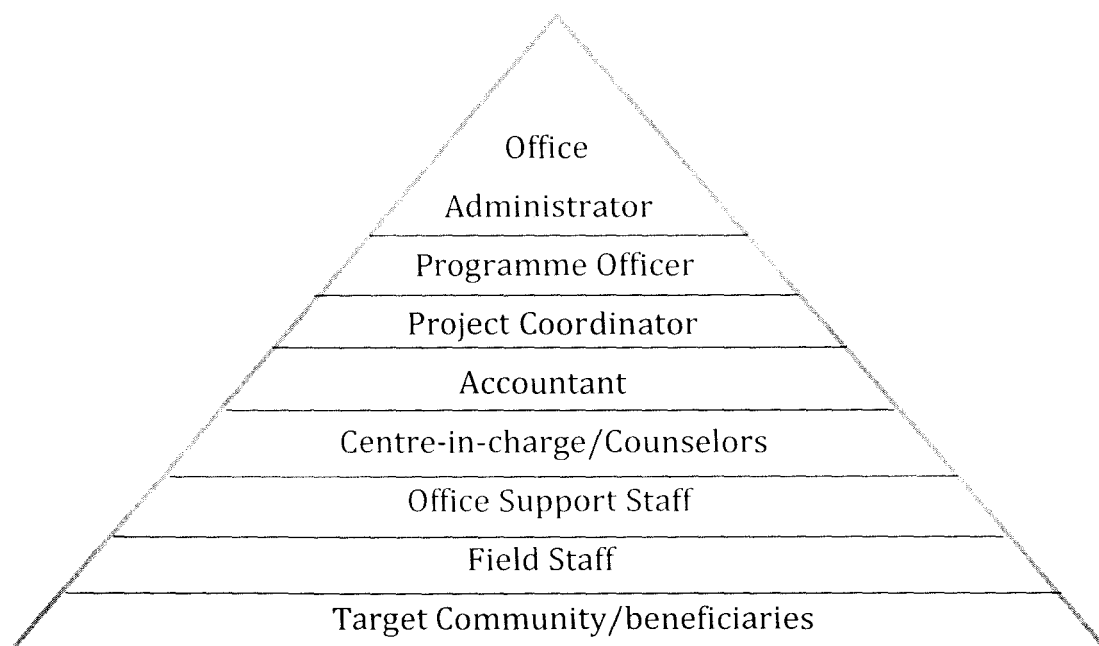 Office
Administrator
Programme Officer
Project Coordinator
Accountant
Centre-in-charge/Counselors
Office Support Staff
Field Staff
Target Community/beneficiaries